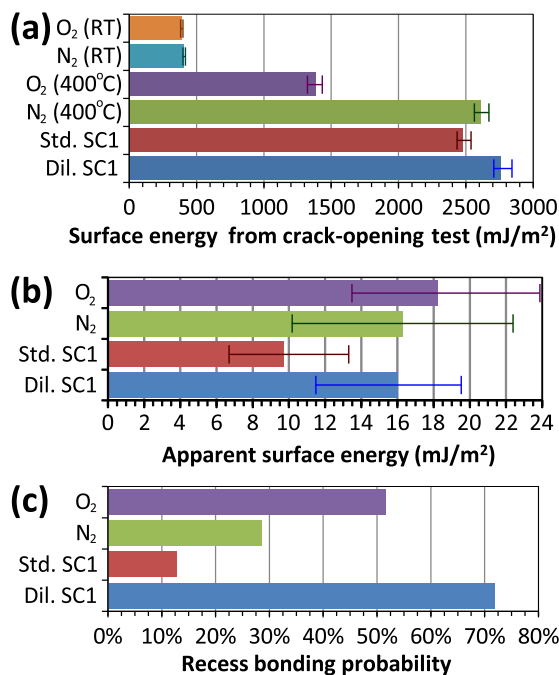 (a)
O₂ (RT)
N₂ (RT)
O₂ (400°C)
N₂ (400°C)
Std. SC1
Dil. SC1
0 500 1000 1500 2000 2500 3000
Surface energy from crack-opening test (mJ/m²)
(b)
O₂
N₂
Std. SC1
Dil. SC1
0 2 4 6 8 10 12 14 16 18 20 22 24
Apparent surface energy (mJ/m²)
(c)
O₂
N₂
Std. SC1
Dil. SC1
0% 10% 20% 30% 40% 50% 60% 70% 80%
Recess bonding probability